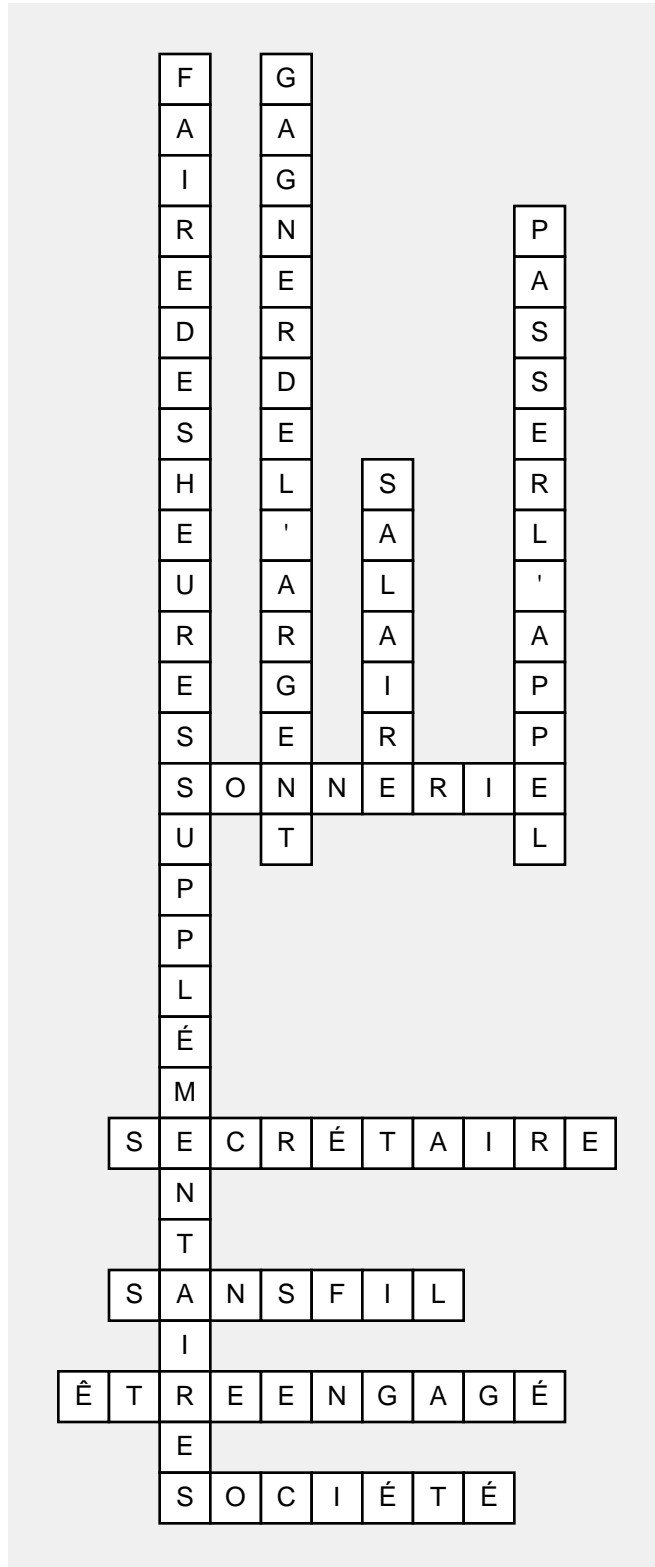 FAIREDESHEURESSUPPLÉMENTAIRES
GAGNERDEL'ARGENT
PASSERL'APPEL
SALAIRE
SONNERIE
SECRÉTAIRE
SANSFIL
ÊTREENGAGÉ
SOCIÉTÉ